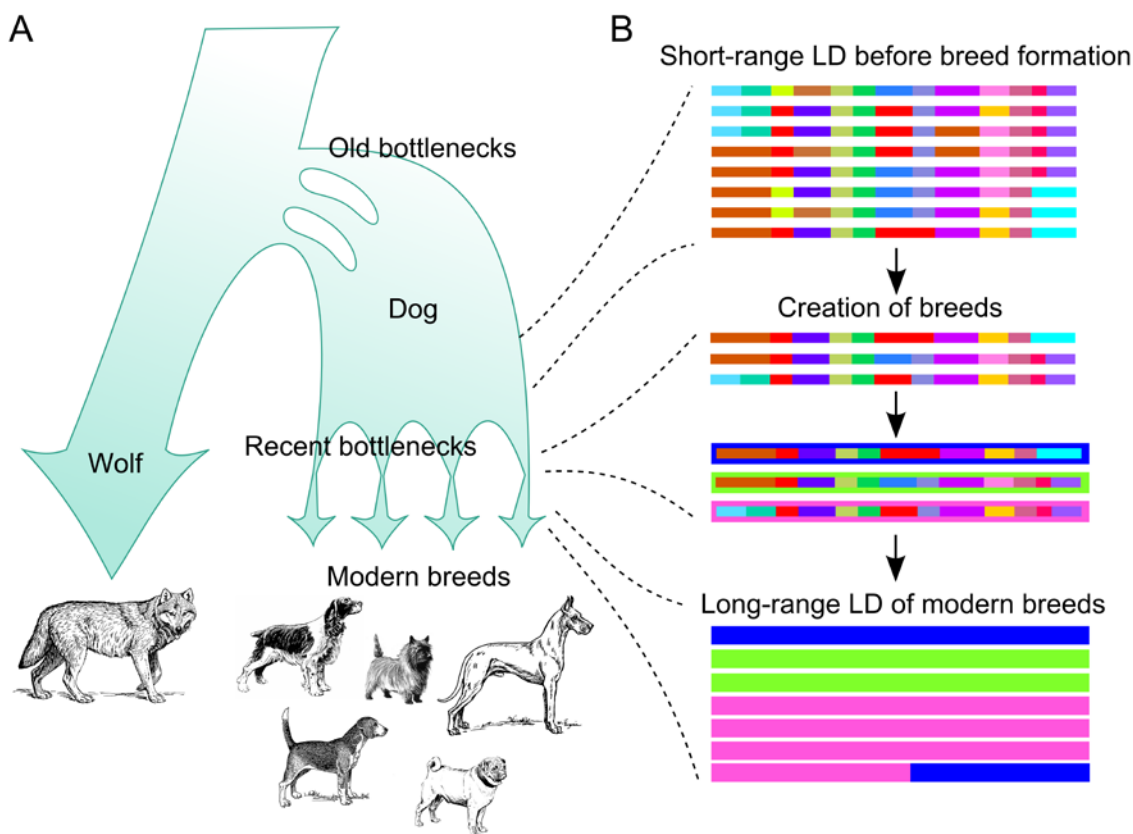 A
Old bottlenecks
Dog
Recent bottlenecks
Wolf
Modern breeds
B
Short-range LD before breed formation
Creation of breeds
Long-range LD of modern breeds